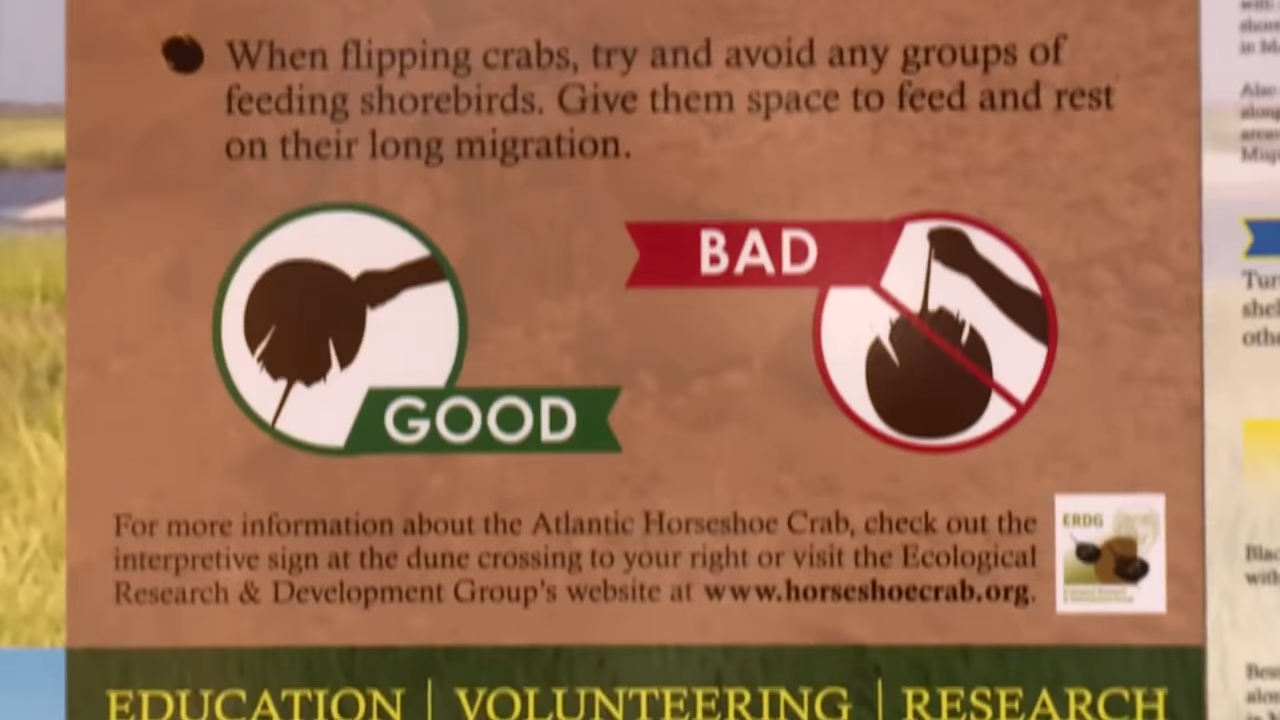 When flipping crabs, try and avoid any groups of
feeding shorebirds. Give them space to feed and rest
on their long migration.
BAD
GOOD
For more information about the Atlantic Horseshoe Crab, check out the
interpretive sign at the dune crossing to your right or visit the Ecological
Research & Development Group's website at www.horseshoecrab.org.
ERDG
EDUCATION | VOLUNTEERING | RESEARCH
Also
along